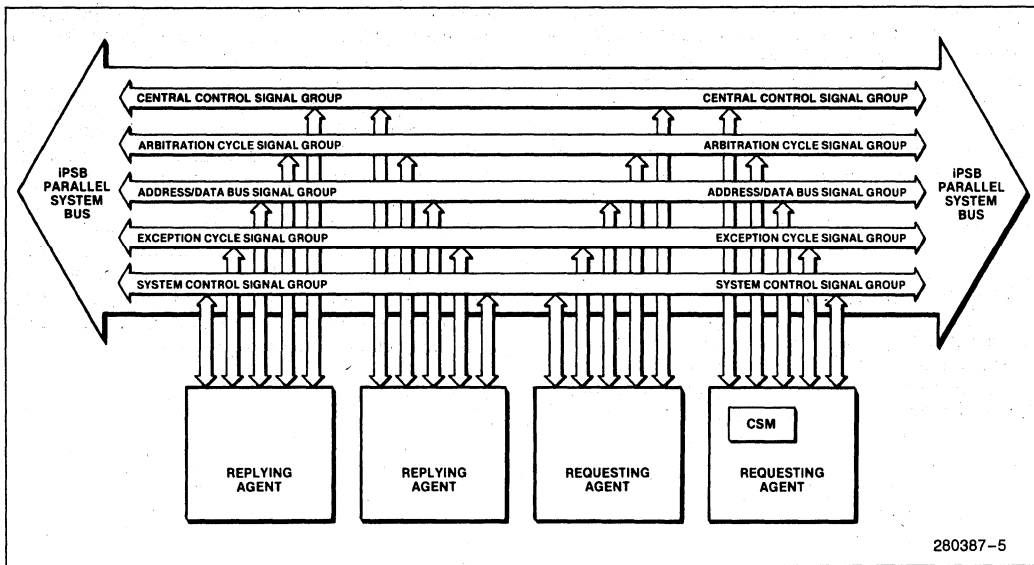 CENTRAL CONTROL SIGNAL GROUP
CENTRAL CONTROL SIGNAL GROUP
ARBITRATION CYCLE SIGNAL GROUP
ARBITRATION CYCLE SIGNAL GROUP
iPSB
PARALLEL
SYSTEM
BUS
ADDRESS/DATA BUS SIGNAL GROUP
ADDRESS/DATA BUS SIGNAL GROUP
iPSB
PARALLEL
SYSTEM
BUS
EXCEPTION CYCLE SIGNAL GROUP
EXCEPTION CYCLE SIGNAL GROUP
SYSTEM CONTROL SIGNAL GROUP
SYSTEM CONTROL SIGNAL GROUP
REPLYING
AGENT
REPLYING
AGENT
REQUESTING
AGENT
CSM
REQUESTING
AGENT
280387-5